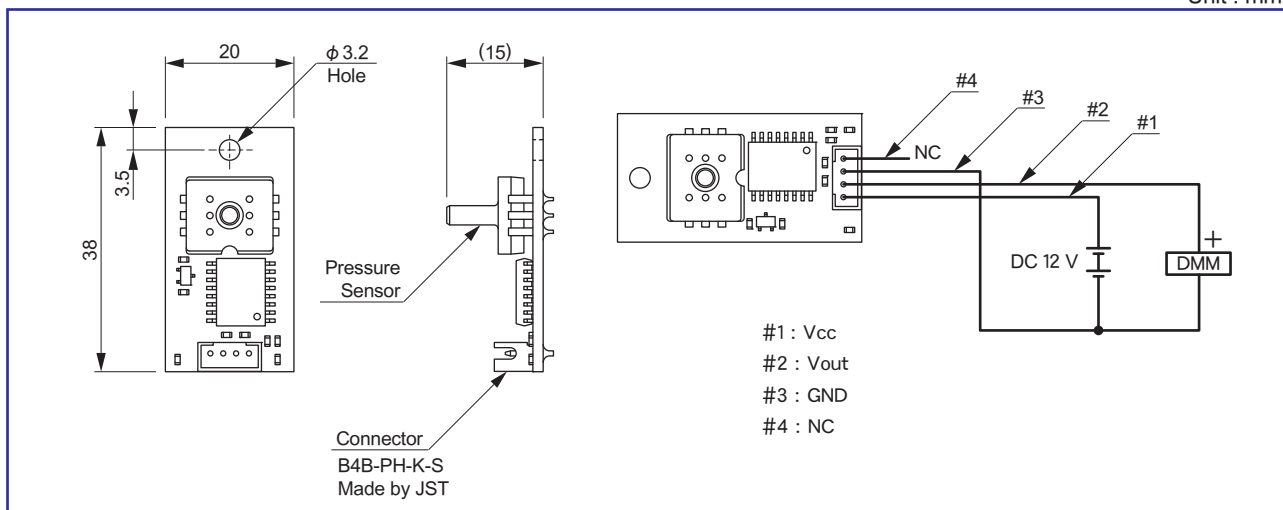 Unit : mm
20
φ 3.2
Hole
(15)
3.5
38
Pressure
Sensor
Connector
B4B-PH-K-S
Made by JST
#4
#3
#2
#1
NC
DC 12 V
+
DMM
#1 : Vcc
#2 : Vout
#3 : GND
#4 : NC